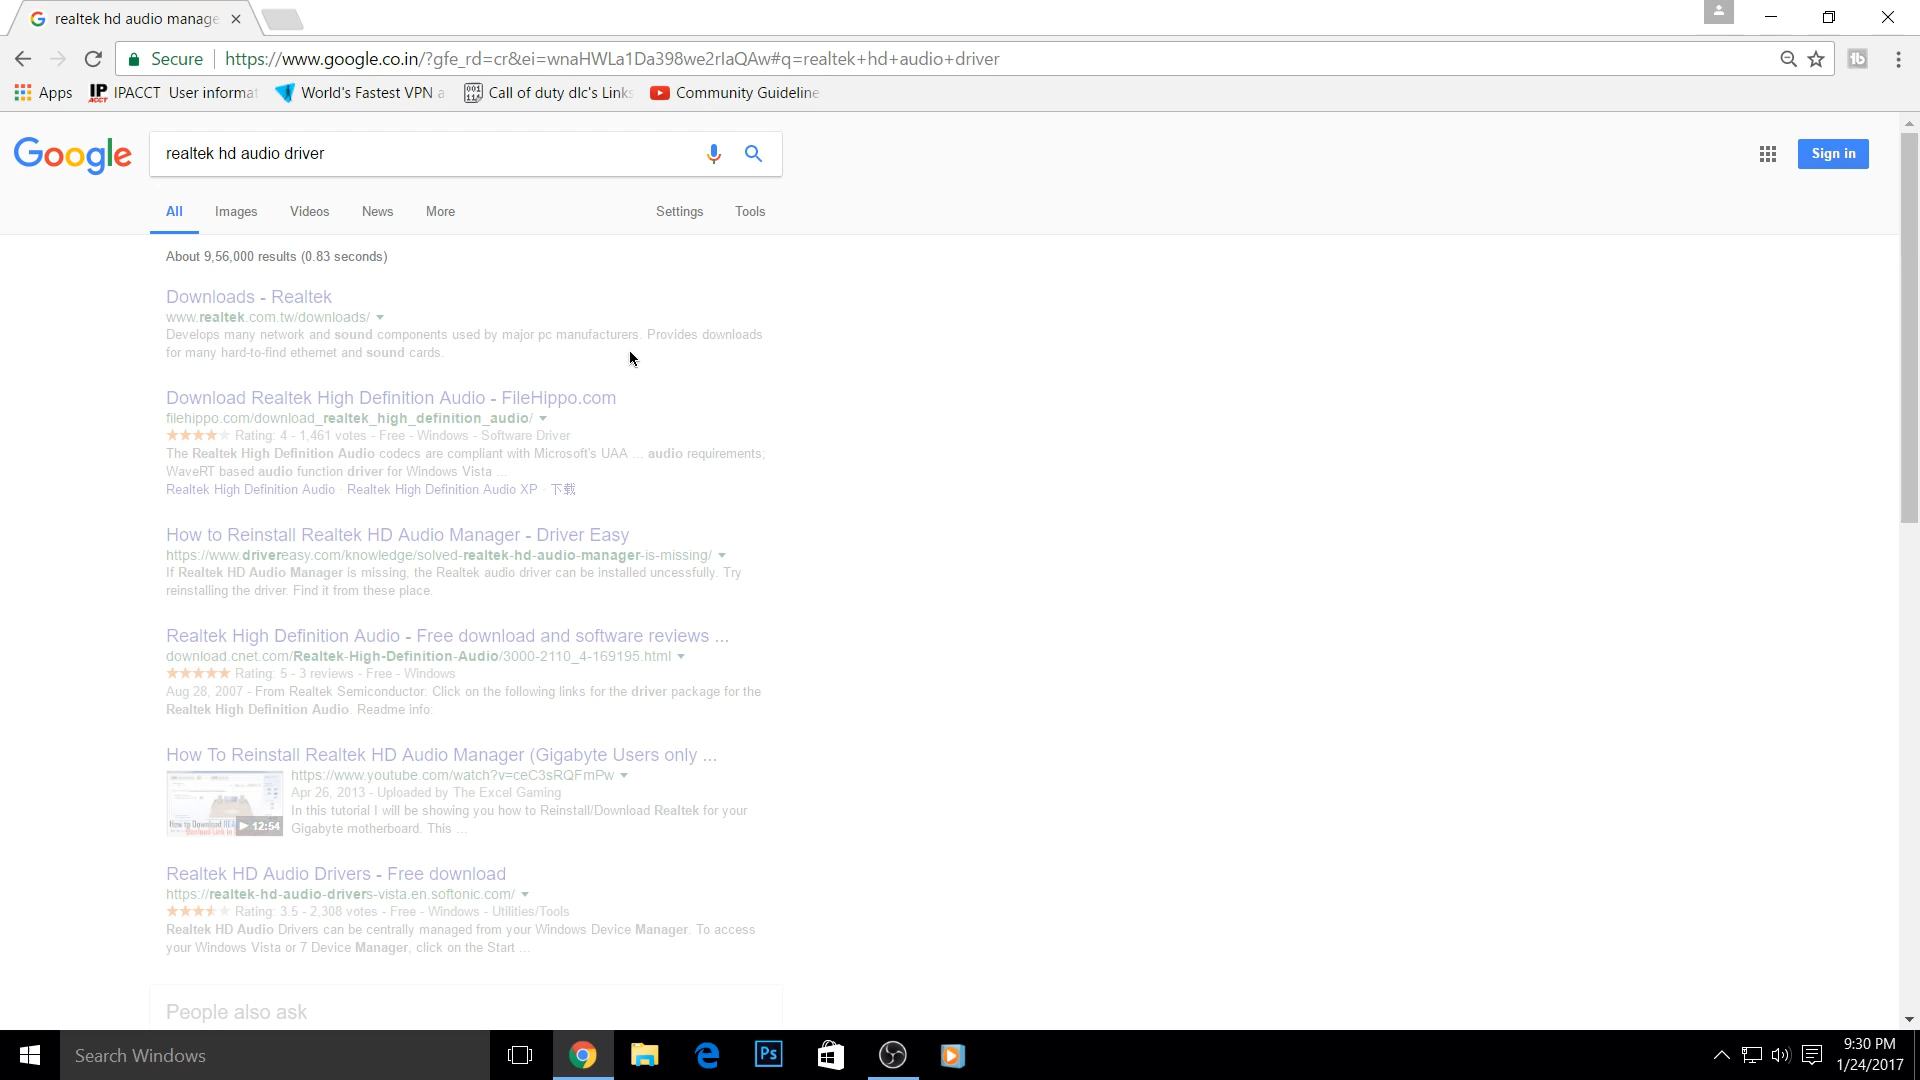 realtek hd audio manage
Secure
https://www.google.co.in/?gfe_rd=cr&ei=wnaHWLa1Da398we2rIaQAw#q=realtek+hd+audio+driver
Apps
IP
ACCT
IPACCT User informat
World's Fastest VPN a
Call of duty dlc's Links
Community Guideline
Google
realtek hd audio driver
Sign in
All
Images
Videos
News
More
Settings
Tools
About 9,56,000 results (0.83 seconds)
Downloads - Realtek
www.realtek.com.tw/downloads/
Develops many network and sound components used by major pc manufacturers. Provides downloads
for many hard-to-find ethernet and sound cards.
Download Realtek High Definition Audio - FileHippo.com
filehippo.com/download_realtek_high_definition_audio/
Rating: 4 - 1,461 votes - Free - Windows - Software Driver
The Realtek High Definition Audio codecs are compliant with Microsoft's UAA ... audio requirements;
WaveRT based audio function driver for Windows Vista ...
Realtek High Definition Audio · Realtek High Definition Audio XP · 下载
How to Reinstall Realtek HD Audio Manager - Driver Easy
https://www.drivereasy.com/knowledge/solved-realtek-hd-audio-manager-is-missing/
If Realtek HD Audio Manager is missing, the Realtek audio driver can be installed uncessfully. Try
reinstalling the driver. Find it from these place.
Realtek High Definition Audio - Free download and software reviews ...
download.cnet.com/Realtek-High-Definition-Audio/3000-2110_4-169195.html
Rating: 5 - 3 reviews - Free - Windows
Aug 28, 2007 - From Realtek Semiconductor: Click on the following links for the driver package for the
Realtek High Definition Audio. Readme info:
How To Reinstall Realtek HD Audio Manager (Gigabyte Users only ...
https://www.youtube.com/watch?v=ceC3sRQFmPw
Apr 26, 2013 - Uploaded by The Excel Gaming
In this tutorial I will be showing you how to Reinstall/Download Realtek for your
Gigabyte motherboard. This ...
How to Download
12:54
Realtek HD Audio Drivers - Free download
https://realtek-hd-audio-drivers-vista.en.softonic.com/
Rating: 3.5 - 2,308 votes - Free - Windows - Utilities/Tools
Realtek HD Audio Drivers can be centrally managed from your Windows Device Manager. To access
your Windows Vista or 7 Device Manager, click on the Start ...
People also ask
Search Windows
Ps
9:30 PM
1/24/2017